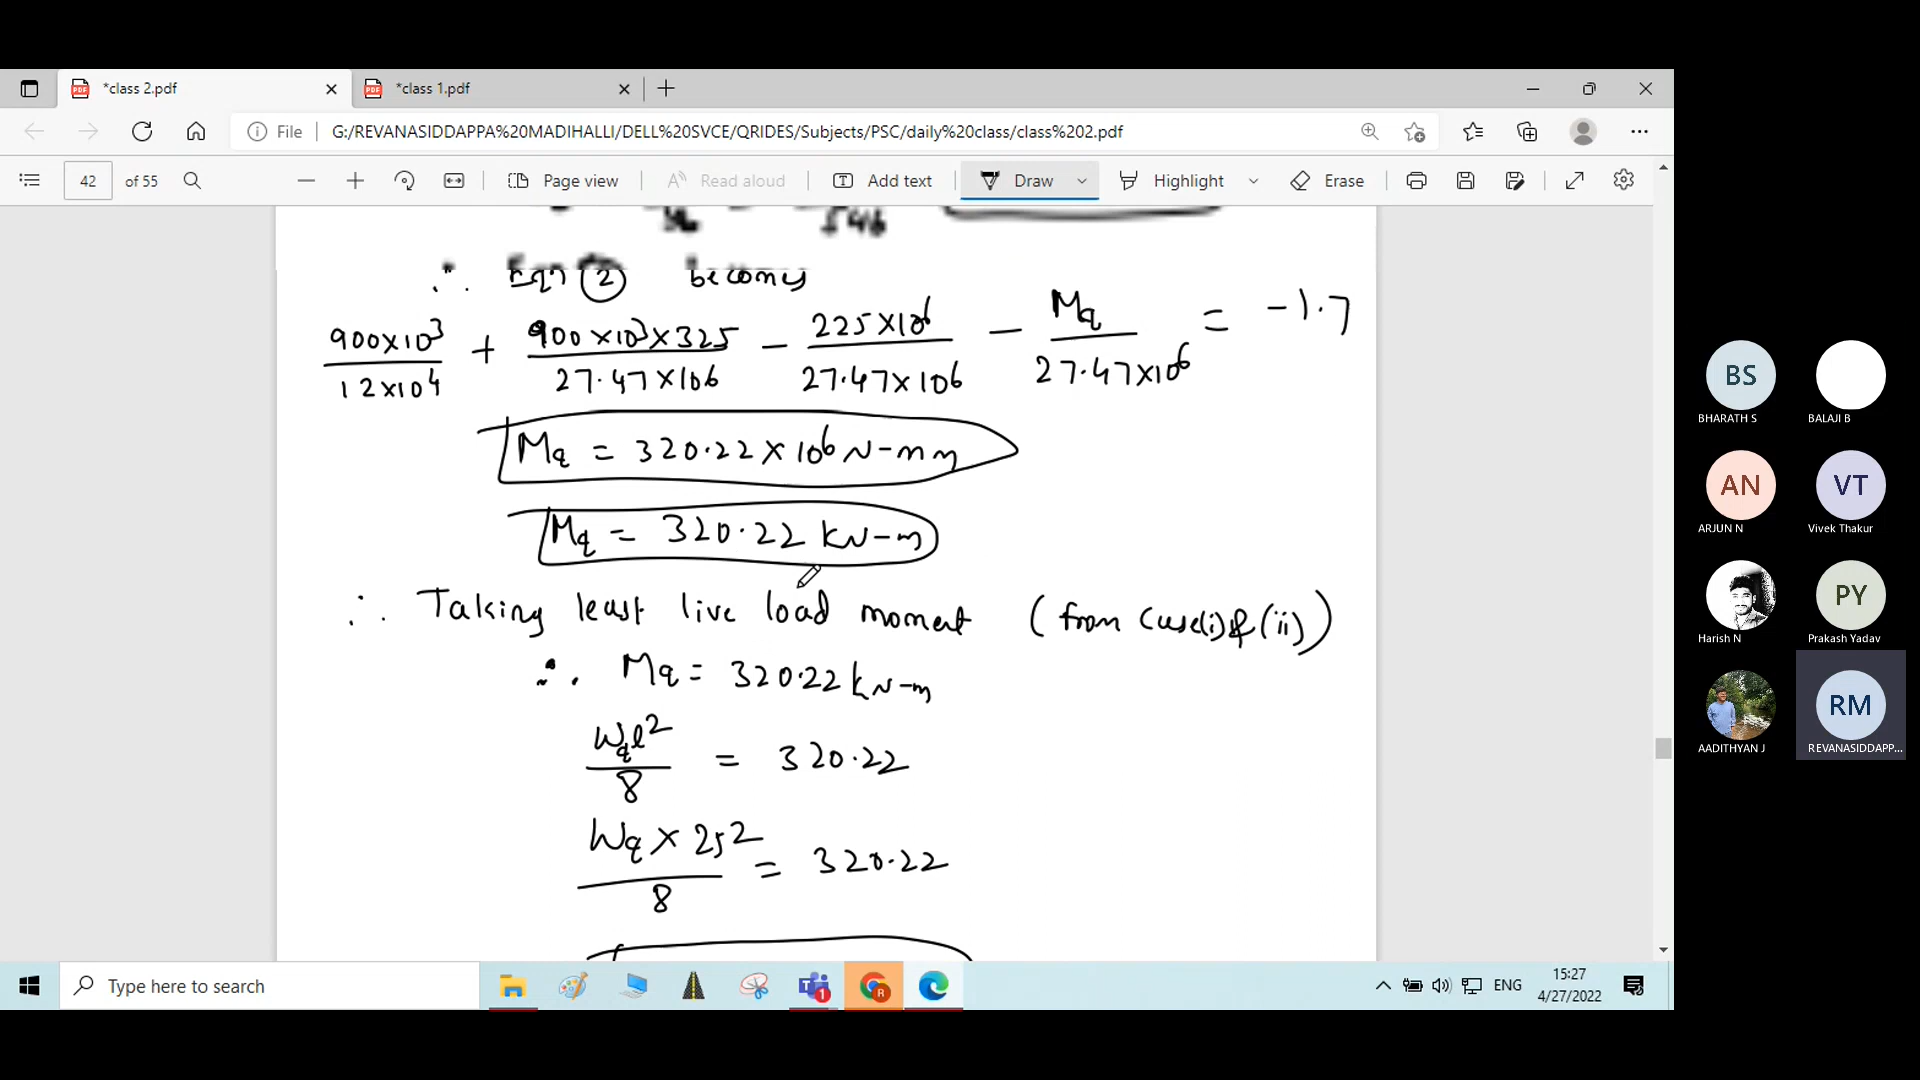 *class 2.pdf
*class 1.pdf
File G:/REVANASIDDAPPA%20MADIHALLI/DELL%20SVCE/QRIDES/Subjects/PSC/daily%20class/class%202.pdf
42 of 55 Page view Read aloud Add text Draw Highlight Erase
546
∴ Eqn ② becomes
900×10³/12×10⁴ + 900×10³×325/27.47×10⁶ − 225×10⁶/27.47×10⁶ − Mq/27.47×10⁶ = −1.7
Mq = 320.22×10⁶ N-mm
Mq = 320.22 kN-m
∴ Taking least live load moment (from Case(i)&(ii))
∴ Mq = 320.22 kN-m
Wql²/8 = 320.22
Wq × 25²/8 = 320.22
BS
BHARATH S
BALAJI B
AN
ARJUN N
VT
Vivek Thakur
Harish N
PY
Prakash Yadav
AADITHYAN J
RM
REVANASIDDAPP...
Type here to search
1
R
ENG
15:27
4/27/2022